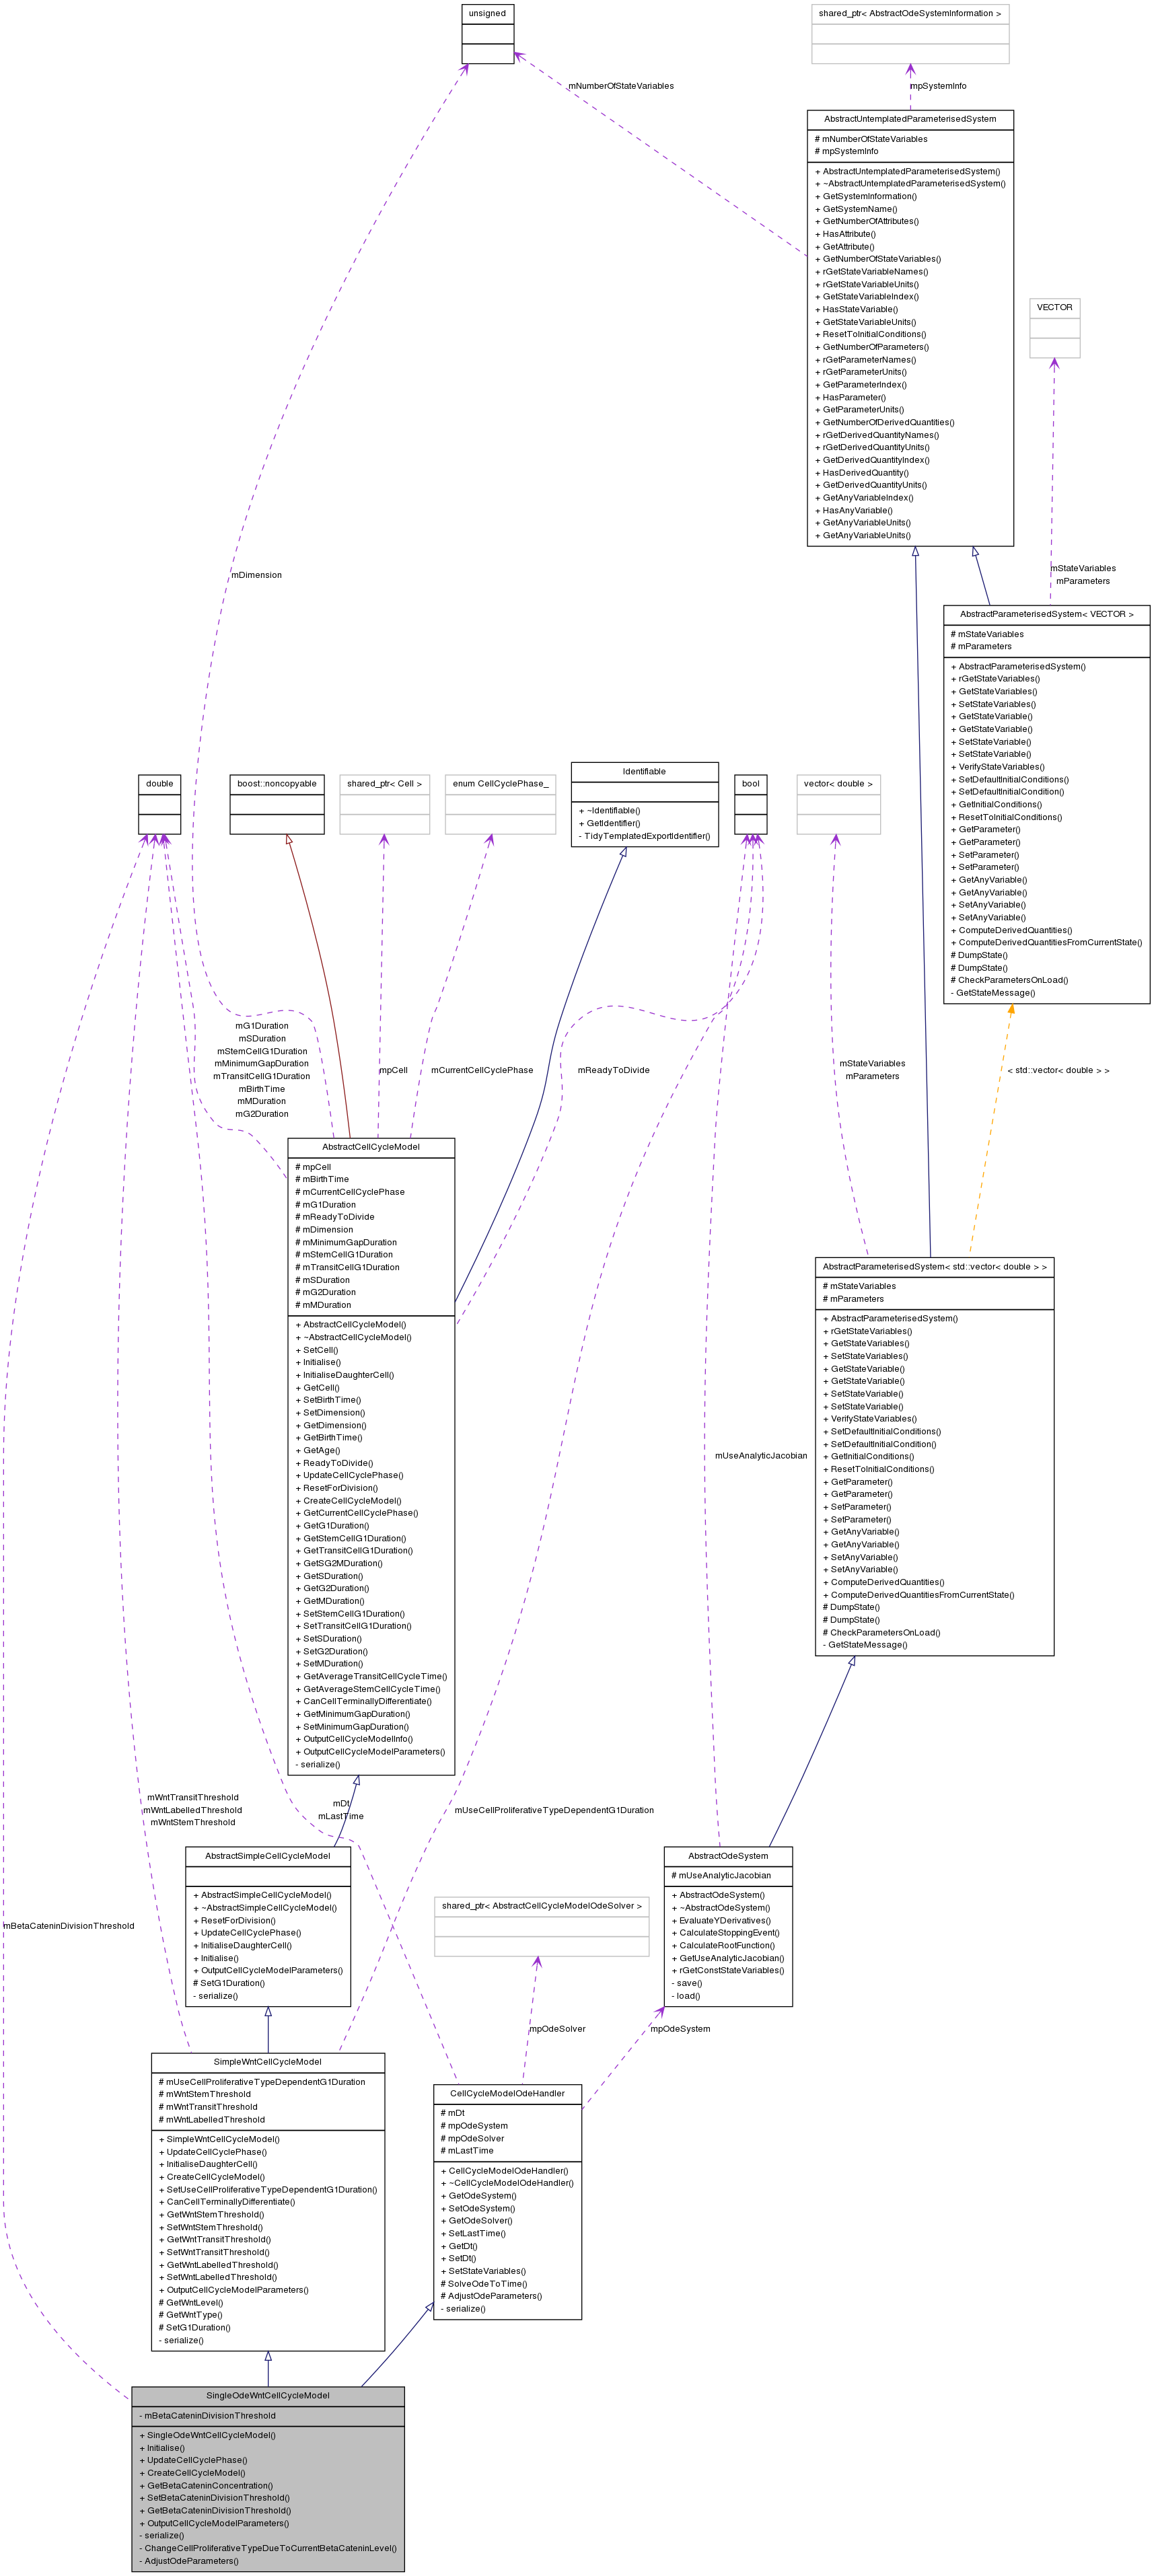 unsigned
shared_ptr< AbstractOdeSystemInformation >
mNumberOfStateVariables
mpSystemInfo
AbstractUntemplatedParameterisedSystem
# mNumberOfStateVariables
# mpSystemInfo
+ AbstractUntemplatedParameterisedSystem()
+ ~AbstractUntemplatedParameterisedSystem()
+ GetSystemInformation()
+ GetSystemName()
+ GetNumberOfAttributes()
+ HasAttribute()
+ GetAttribute()
+ GetNumberOfStateVariables()
+ rGetStateVariableNames()
+ rGetStateVariableUnits()
+ GetStateVariableIndex()
+ HasStateVariable()
+ GetStateVariableUnits()
+ ResetToInitialConditions()
+ GetNumberOfParameters()
+ rGetParameterNames()
+ rGetParameterUnits()
+ GetParameterIndex()
+ HasParameter()
+ GetParameterUnits()
+ GetNumberOfDerivedQuantities()
+ rGetDerivedQuantityNames()
+ rGetDerivedQuantityUnits()
+ GetDerivedQuantityIndex()
+ HasDerivedQuantity()
+ GetDerivedQuantityUnits()
+ GetAnyVariableIndex()
+ HasAnyVariable()
+ GetAnyVariableUnits()
+ GetAnyVariableUnits()
VECTOR
mDimension
mStateVariables
mParameters
AbstractParameterisedSystem< VECTOR >
# mStateVariables
# mParameters
+ AbstractParameterisedSystem()
+ rGetStateVariables()
+ GetStateVariables()
+ SetStateVariables()
+ GetStateVariable()
+ GetStateVariable()
+ SetStateVariable()
+ SetStateVariable()
+ VerifyStateVariables()
+ SetDefaultInitialConditions()
+ SetDefaultInitialCondition()
+ GetInitialConditions()
+ ResetToInitialConditions()
+ GetParameter()
+ GetParameter()
+ SetParameter()
+ SetParameter()
+ GetAnyVariable()
+ GetAnyVariable()
+ SetAnyVariable()
+ SetAnyVariable()
+ ComputeDerivedQuantities()
+ ComputeDerivedQuantitiesFromCurrentState()
# DumpState()
# DumpState()
# CheckParametersOnLoad()
- GetStateMessage()
double
boost::noncopyable
shared_ptr< Cell >
enum CellCyclePhase_
Identifiable
+ ~Identifiable()
+ GetIdentifier()
- TidyTemplatedExportIdentifier()
bool
vector< double >
mG1Duration
mSDuration
mStemCellG1Duration
mMinimumGapDuration
mTransitCellG1Duration
mBirthTime
mMDuration
mG2Duration
mpCell
mCurrentCellCyclePhase
mReadyToDivide
mStateVariables
mParameters
< std::vector< double > >
AbstractCellCycleModel
# mpCell
# mBirthTime
# mCurrentCellCyclePhase
# mG1Duration
# mReadyToDivide
# mDimension
# mMinimumGapDuration
# mStemCellG1Duration
# mTransitCellG1Duration
# mSDuration
# mG2Duration
# mMDuration
+ AbstractCellCycleModel()
+ ~AbstractCellCycleModel()
+ SetCell()
+ Initialise()
+ InitialiseDaughterCell()
+ GetCell()
+ SetBirthTime()
+ SetDimension()
+ GetDimension()
+ GetBirthTime()
+ GetAge()
+ ReadyToDivide()
+ UpdateCellCyclePhase()
+ ResetForDivision()
+ CreateCellCycleModel()
+ GetCurrentCellCyclePhase()
+ GetG1Duration()
+ GetStemCellG1Duration()
+ GetTransitCellG1Duration()
+ GetSG2MDuration()
+ GetSDuration()
+ GetG2Duration()
+ GetMDuration()
+ SetStemCellG1Duration()
+ SetTransitCellG1Duration()
+ SetSDuration()
+ SetG2Duration()
+ SetMDuration()
+ GetAverageTransitCellCycleTime()
+ GetAverageStemCellCycleTime()
+ CanCellTerminallyDifferentiate()
+ GetMinimumGapDuration()
+ SetMinimumGapDuration()
+ OutputCellCycleModelInfo()
+ OutputCellCycleModelParameters()
- serialize()
AbstractParameterisedSystem< std::vector< double > >
# mStateVariables
# mParameters
+ AbstractParameterisedSystem()
+ rGetStateVariables()
+ GetStateVariables()
+ SetStateVariables()
+ GetStateVariable()
+ GetStateVariable()
+ SetStateVariable()
+ SetStateVariable()
+ VerifyStateVariables()
+ SetDefaultInitialConditions()
+ SetDefaultInitialCondition()
+ GetInitialConditions()
+ ResetToInitialConditions()
+ GetParameter()
+ GetParameter()
+ SetParameter()
+ SetParameter()
+ GetAnyVariable()
+ GetAnyVariable()
+ SetAnyVariable()
+ SetAnyVariable()
+ ComputeDerivedQuantities()
+ ComputeDerivedQuantitiesFromCurrentState()
# DumpState()
# DumpState()
# CheckParametersOnLoad()
- GetStateMessage()
mUseAnalyticJacobian
mWntTransitThreshold
mWntLabelledThreshold
mWntStemThreshold
mDt
mLastTime
mUseCellProliferativeTypeDependentG1Duration
mBetaCateninDivisionThreshold
AbstractSimpleCellCycleModel
+ AbstractSimpleCellCycleModel()
+ ~AbstractSimpleCellCycleModel()
+ ResetForDivision()
+ UpdateCellCyclePhase()
+ InitialiseDaughterCell()
+ Initialise()
+ OutputCellCycleModelParameters()
# SetG1Duration()
- serialize()
shared_ptr< AbstractCellCycleModelOdeSolver >
AbstractOdeSystem
# mUseAnalyticJacobian
+ AbstractOdeSystem()
+ ~AbstractOdeSystem()
+ EvaluateYDerivatives()
+ CalculateStoppingEvent()
+ CalculateRootFunction()
+ GetUseAnalyticJacobian()
+ rGetConstStateVariables()
- save()
- load()
mpOdeSolver
mpOdeSystem
SimpleWntCellCycleModel
# mUseCellProliferativeTypeDependentG1Duration
# mWntStemThreshold
# mWntTransitThreshold
# mWntLabelledThreshold
+ SimpleWntCellCycleModel()
+ UpdateCellCyclePhase()
+ InitialiseDaughterCell()
+ CreateCellCycleModel()
+ SetUseCellProliferativeTypeDependentG1Duration()
+ CanCellTerminallyDifferentiate()
+ GetWntStemThreshold()
+ SetWntStemThreshold()
+ GetWntTransitThreshold()
+ SetWntTransitThreshold()
+ GetWntLabelledThreshold()
+ SetWntLabelledThreshold()
+ OutputCellCycleModelParameters()
# GetWntLevel()
# GetWntType()
# SetG1Duration()
- serialize()
CellCycleModelOdeHandler
# mDt
# mpOdeSystem
# mpOdeSolver
# mLastTime
+ CellCycleModelOdeHandler()
+ ~CellCycleModelOdeHandler()
+ GetOdeSystem()
+ SetOdeSystem()
+ GetOdeSolver()
+ SetLastTime()
+ GetDt()
+ SetDt()
+ SetStateVariables()
# SolveOdeToTime()
# AdjustOdeParameters()
- serialize()
SingleOdeWntCellCycleModel
- mBetaCateninDivisionThreshold
+ SingleOdeWntCellCycleModel()
+ Initialise()
+ UpdateCellCyclePhase()
+ CreateCellCycleModel()
+ GetBetaCateninConcentration()
+ SetBetaCateninDivisionThreshold()
+ GetBetaCateninDivisionThreshold()
+ OutputCellCycleModelParameters()
- serialize()
- ChangeCellProliferativeTypeDueToCurrentBetaCateninLevel()
- AdjustOdeParameters()